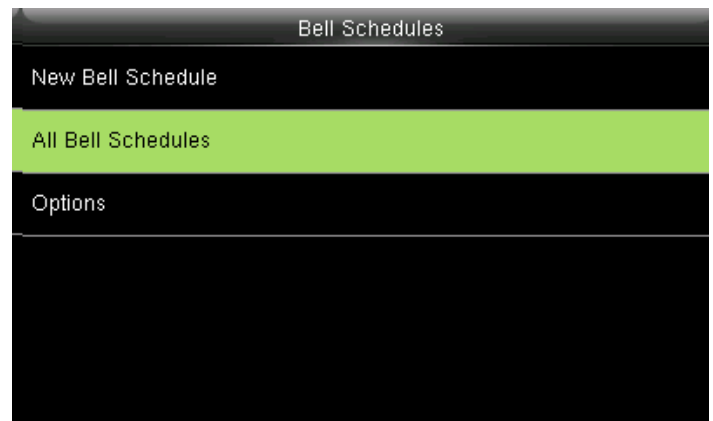 Bell Schedules
New Bell Schedule
All Bell Schedules
Options